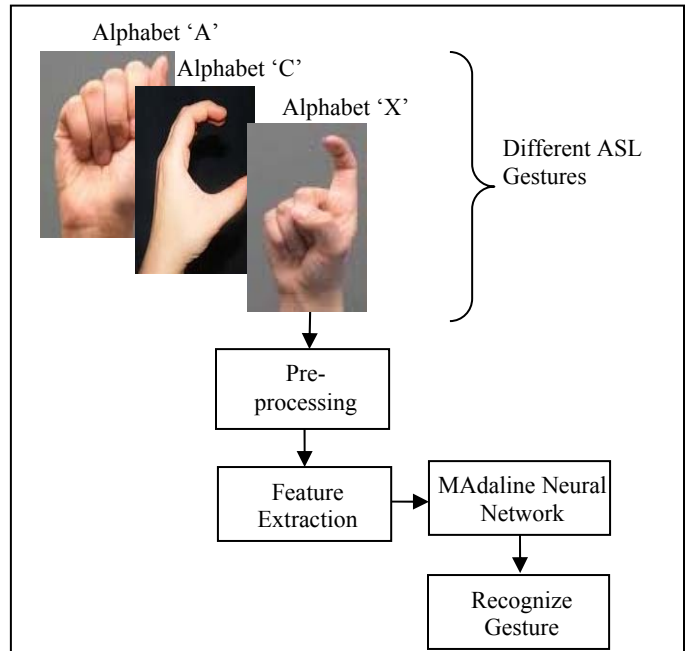 Alphabet ‘A’
Alphabet ‘C’
Alphabet ‘X’
Different ASL
Gestures
Pre-
processing
Feature
Extraction
MAdaline Neural
Network
Recognize
Gesture